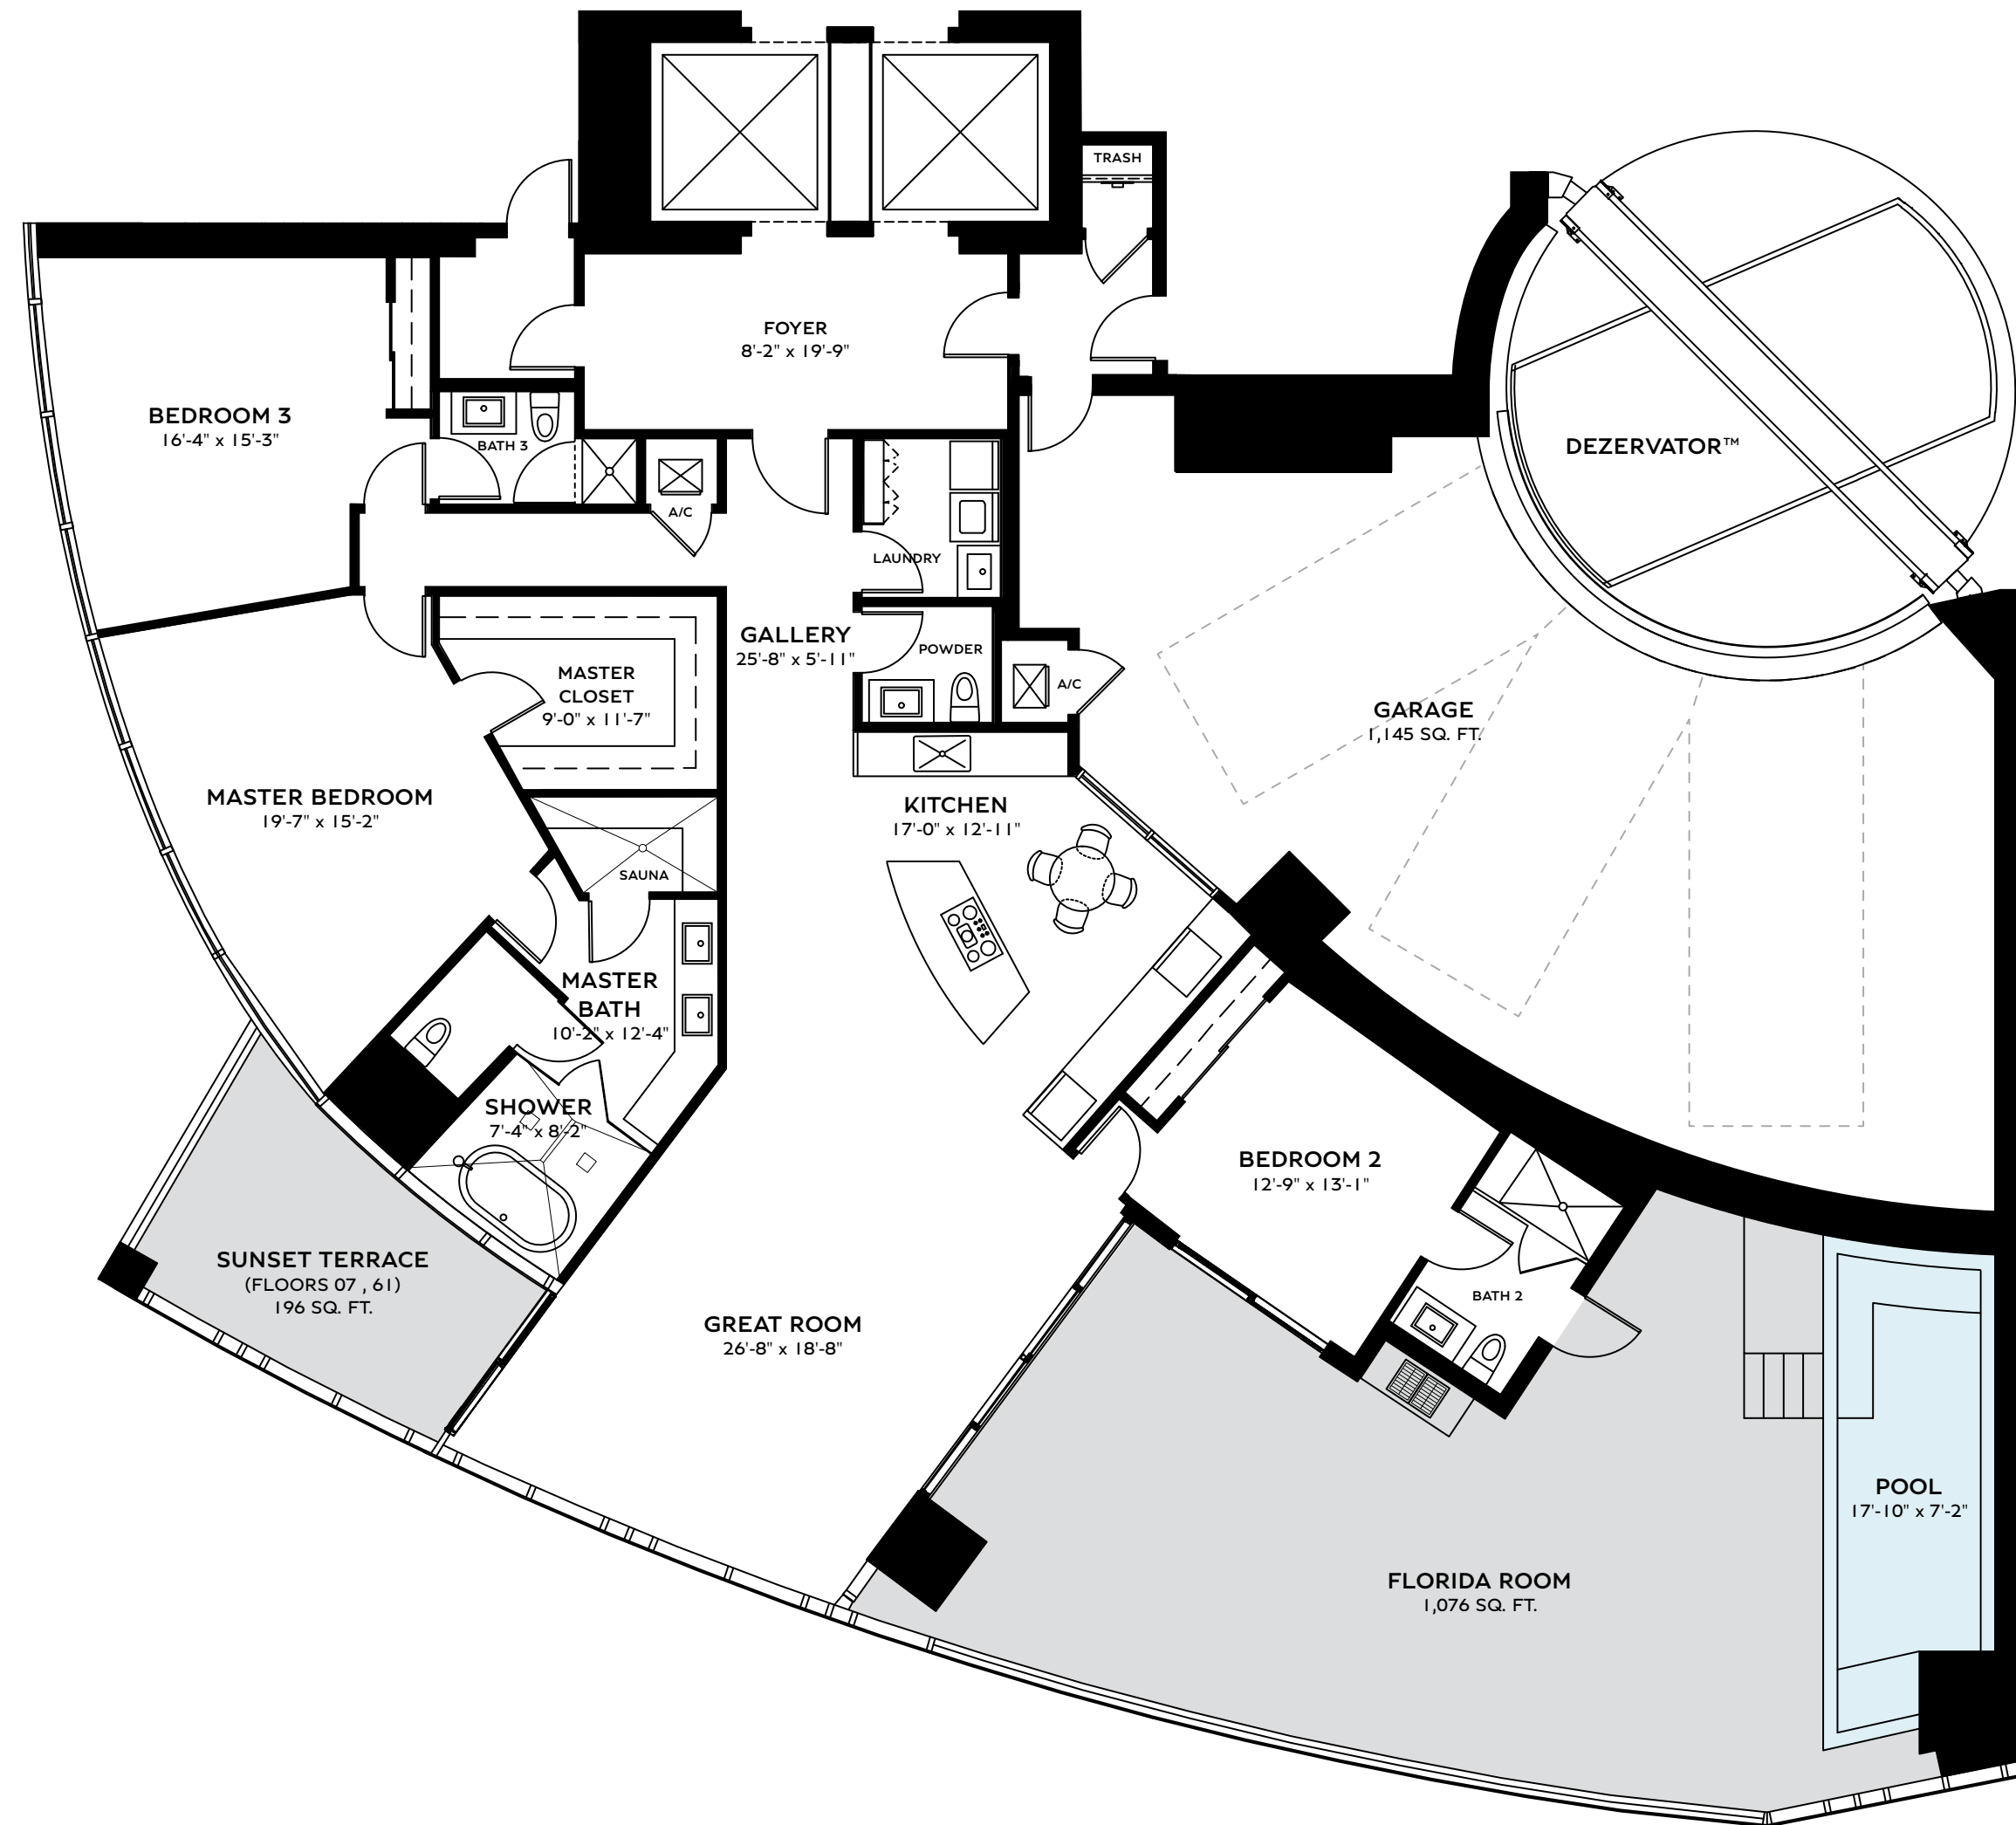 TRASH
FOYER
8'-2" x 19'-9"
BEDROOM 3
16'-4" x 15'-3"
BATH 3
A/C
DEZERVATOR™
LAUNDRY
GALLERY
25'-8" x 5'-11"
POWDER
A/C
MASTER
CLOSET
9'-0" x 11'-7"
GARAGE
1,145 SQ. FT.
MASTER BEDROOM
19'-7" x 15'-2"
KITCHEN
17'-0" x 12'-11"
SAUNA
MASTER
BATH
10'-2" x 12'-4"
SHOWER
7'-4" x 8'-2"
BEDROOM 2
12'-9" x 13'-1"
SUNSET TERRACE
(FLOORS 07 , 61)
196 SQ. FT.
BATH 2
GREAT ROOM
26'-8" x 18'-8"
POOL
17'-10" x 7'-2"
FLORIDA ROOM
1,076 SQ. FT.